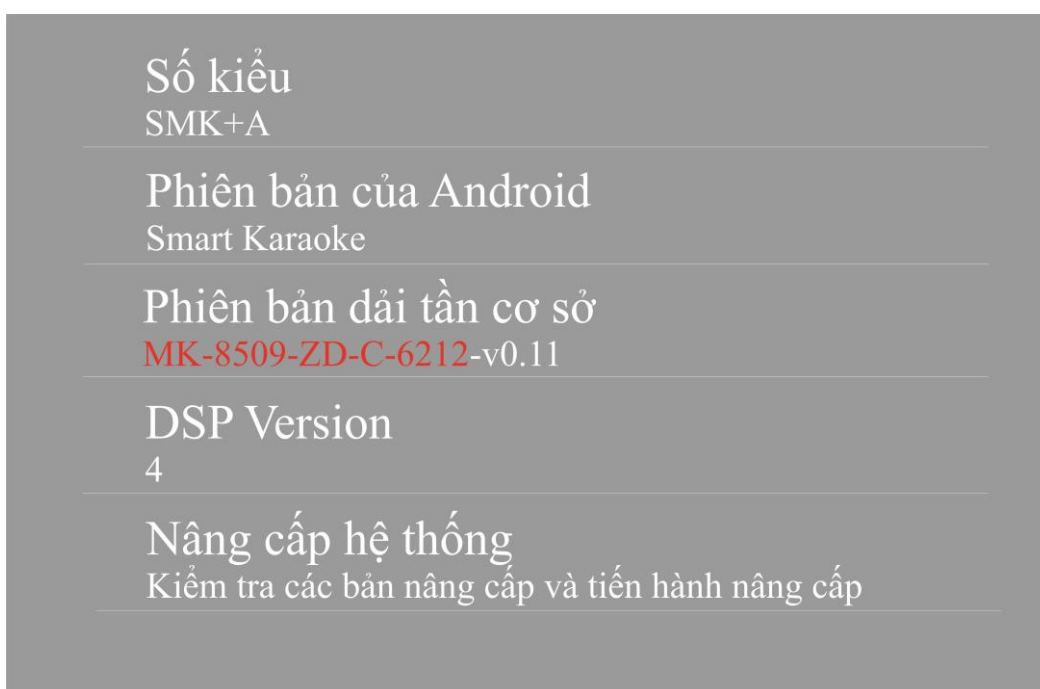 Số kiểu
SMK+A
Phiên bản của Android
Smart Karaoke
Phiên bản dải tần cơ sở
MK-8509-ZD-C-6212-v0.11
DSP Version
4
Nâng cấp hệ thống
Kiểm tra các bản nâng cấp và tiến hành nâng cấp